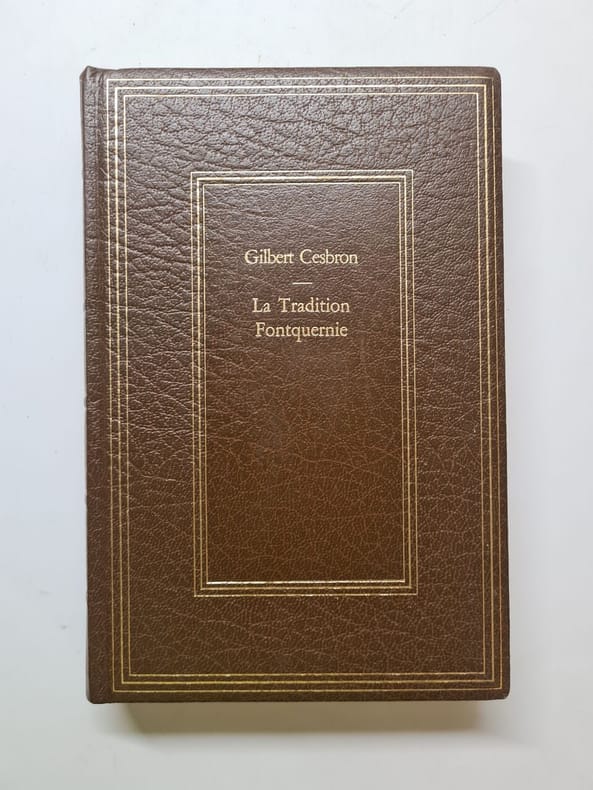 Gilbert Cesbron
—
La Tradition
Fontquernie